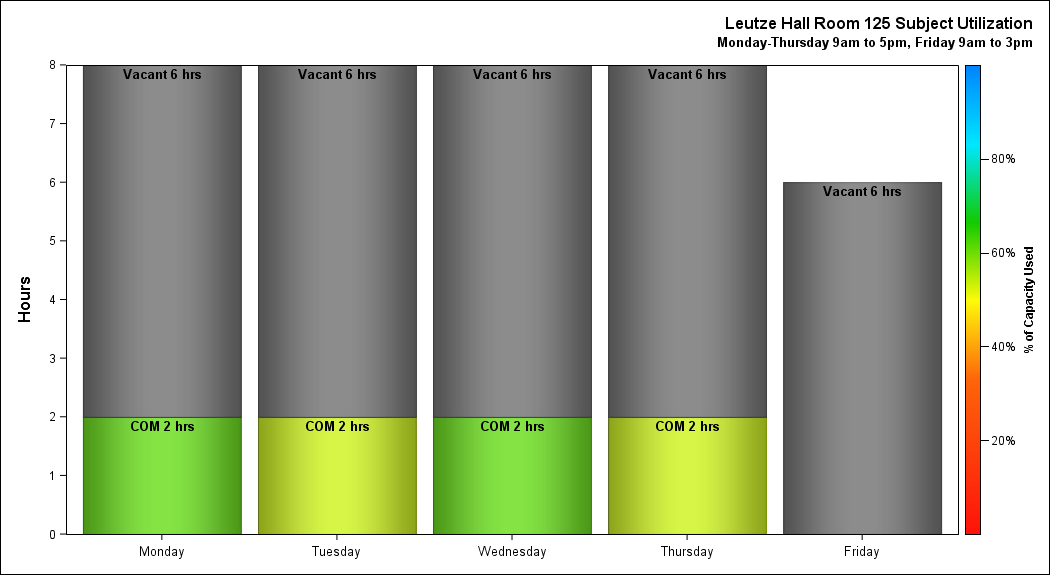 Leutze Hall Room 125 Subject Utilization
Monday-Thursday 9am to 5pm, Friday 9am to 3pm
Hours
8
7
6
5
4
3
2
1
0
Vacant 6 hrs
Vacant 6 hrs
Vacant 6 hrs
Vacant 6 hrs
Vacant 6 hrs
COM 2 hrs
COM 2 hrs
COM 2 hrs
COM 2 hrs
Monday
Tuesday
Wednesday
Thursday
Friday
80%
60%
40%
20%
% of Capacity Used